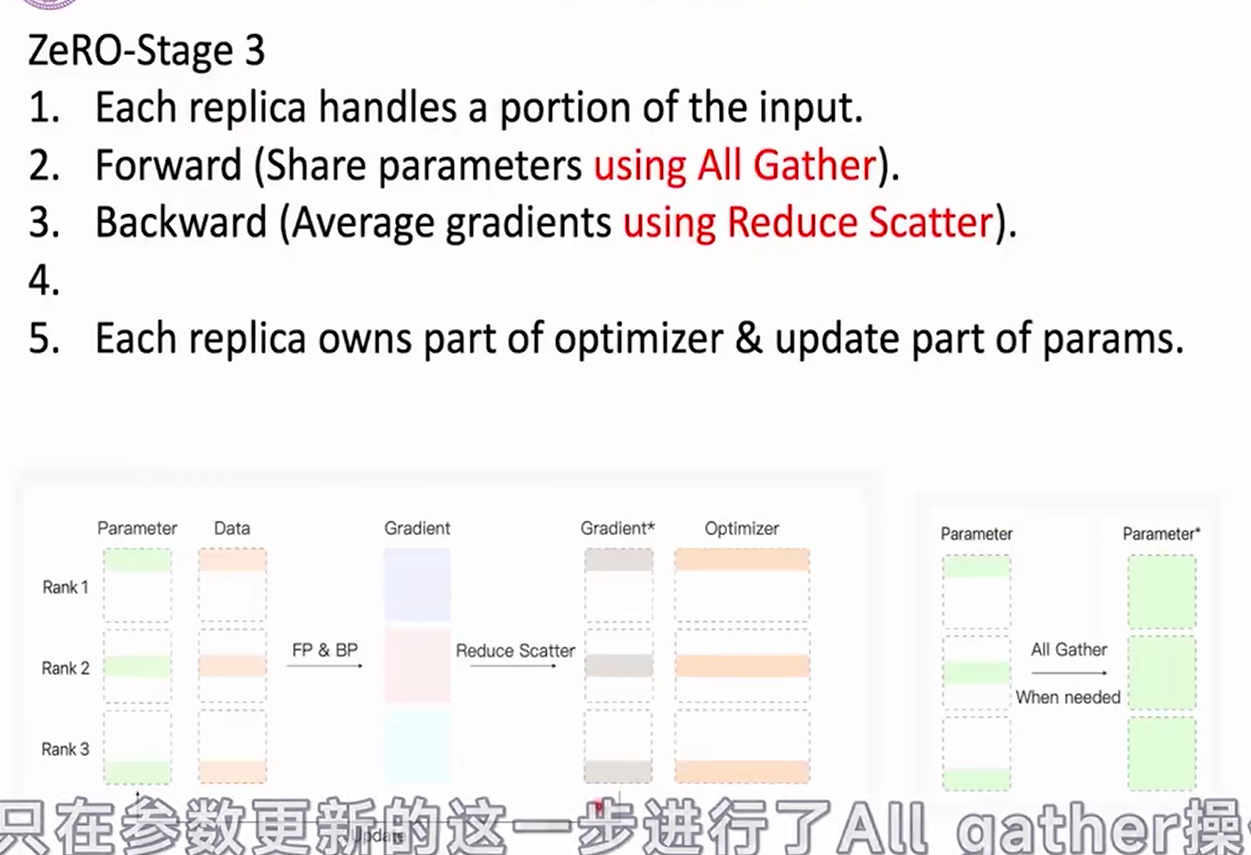 ZeRO-Stage 3
1. Each replica handles a portion of the input.
2. Forward (Share parameters using All Gather).
3. Backward (Average gradients using Reduce Scatter).
4.
5. Each replica owns part of optimizer & update part of params.
Parameter Data Gradient Gradient* Optimizer
Rank 1
Rank 2
Rank 3
FP & BP
Reduce Scatter
Update
Parameter Parameter*
All Gather
When needed
只在参数更新的这一步进行了All gather操